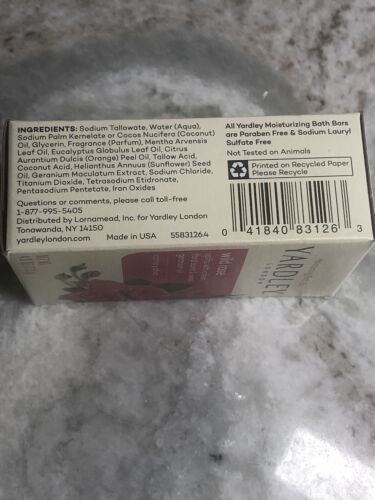 INGREDIENTS: Sodium Tallowate, Water (Aqua),
Sodium Palm Kernelate or Cocos Nucifera (Coconut)
Oil, Glycerin, Fragrance (Parfum), Mentha Arvensis
Leaf Oil, Eucalyptus Globulus Leaf Oil, Citrus
Aurantium Dulcis (Orange) Peel Oil, Tallow Acid,
Coconut Acid, Helianthus Annuus (Sunflower) Seed
Oil, Geranium Maculatum Extract, Sodium Chloride,
Titanium Dioxide, Tetrasodium Etidronate,
Pentasodium Pentetate, Iron Oxides
Questions or comments, please call toll-free
1-877-995-5405
Distributed by Lornamead, Inc. for Yardley London
Tonawanda, NY 14150
yardleylondon.com Made in USA 5583126.4
All Yardley Moisturizing Bath Bars
are Paraben Free & Sodium Lauryl
Sulfate Free
Not Tested on Animals
Printed on Recycled Paper
Please Recycle
0 41840 83126 3
YARDLEY
LONDON
wild rose